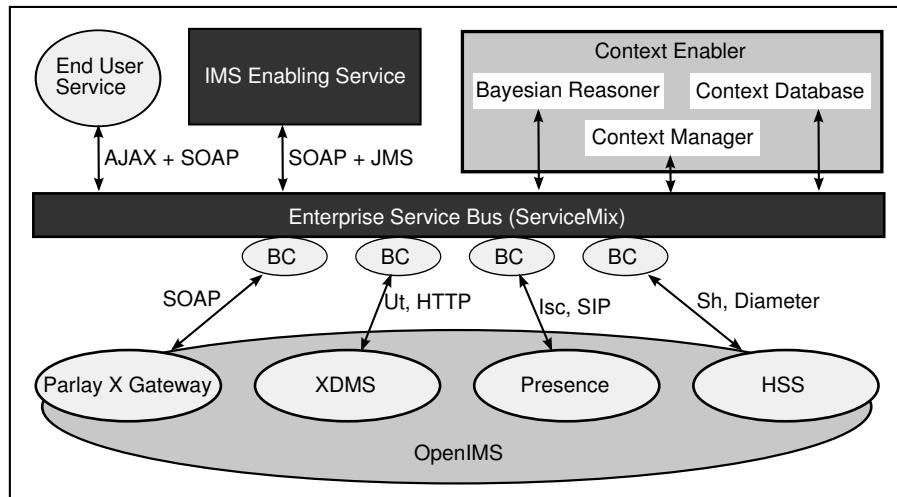 End User
Service
IMS Enabling Service
Context Enabler
Bayesian Reasoner
Context Database
Context Manager
AJAX + SOAP
SOAP + JMS
Enterprise Service Bus (ServiceMix)
BC
BC
BC
BC
SOAP
Ut, HTTP
Isc, SIP
Sh, Diameter
Parlay X Gateway
XDMS
Presence
HSS
OpenIMS